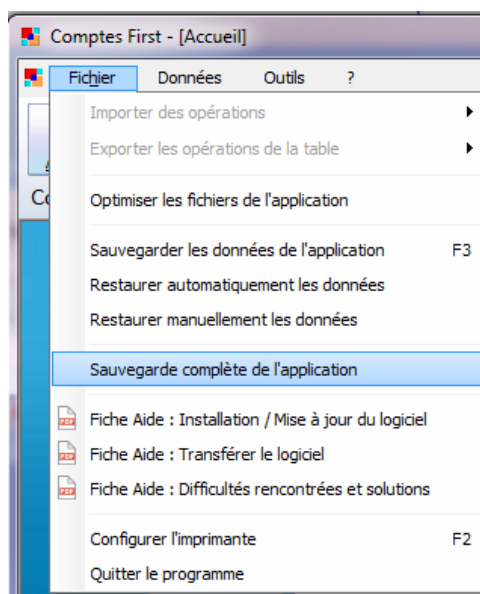 Comptes First - [Accueil]
Fichier Données Outils ?
Importer des opérations
Exporter les opérations de la table
Optimiser les fichiers de l'application
Sauvegarder les données de l'application F3
Restaurer automatiquement les données
Restaurer manuellement les données
Sauvegarde complète de l'application
Fiche Aide : Installation / Mise à jour du logiciel
Fiche Aide : Transférer le logiciel
Fiche Aide : Difficultés rencontrées et solutions
Configurer l'imprimante F2
Quitter le programme